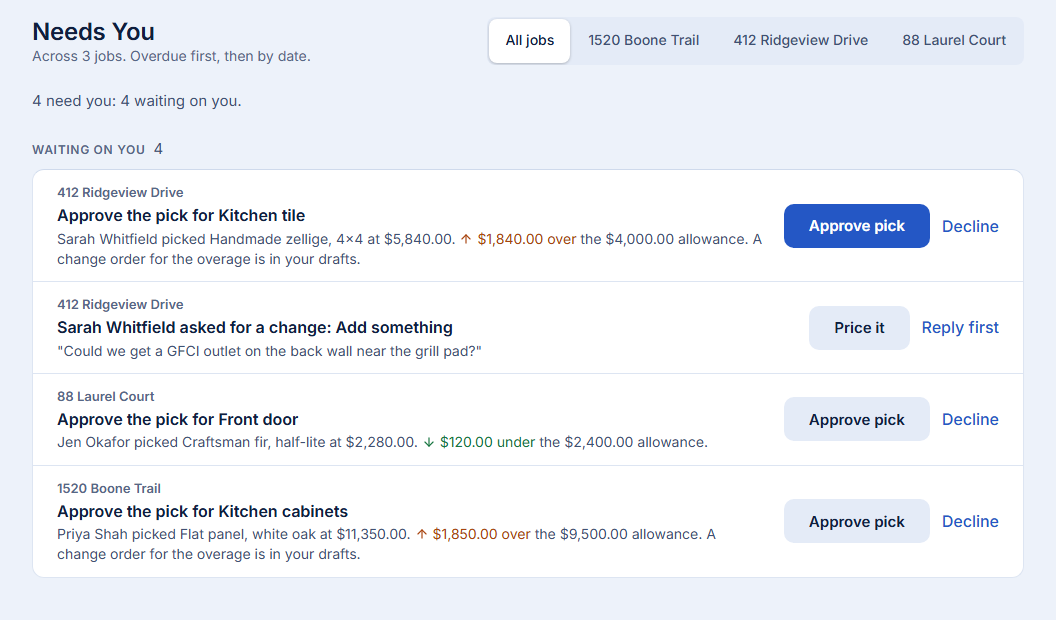 Needs You
Across 3 jobs. Overdue first, then by date.
All jobs
1520 Boone Trail
412 Ridgeview Drive
88 Laurel Court
4 need you: 4 waiting on you.
WAITING ON YOU 4
412 Ridgeview Drive
Approve the pick for Kitchen tile
Sarah Whitfield picked Handmade zellige, 4×4 at $5,840.00. ↑ $1,840.00 over the $4,000.00 allowance. A
change order for the overage is in your drafts.
Approve pick
Decline
412 Ridgeview Drive
Sarah Whitfield asked for a change: Add something
"Could we get a GFCI outlet on the back wall near the grill pad?"
Price it
Reply first
88 Laurel Court
Approve the pick for Front door
Jen Okafor picked Craftsman fir, half-lite at $2,280.00. ↓ $120.00 under the $2,400.00 allowance.
Approve pick
Decline
1520 Boone Trail
Approve the pick for Kitchen cabinets
Priya Shah picked Flat panel, white oak at $11,350.00. ↑ $1,850.00 over the $9,500.00 allowance. A
change order for the overage is in your drafts.
Approve pick
Decline